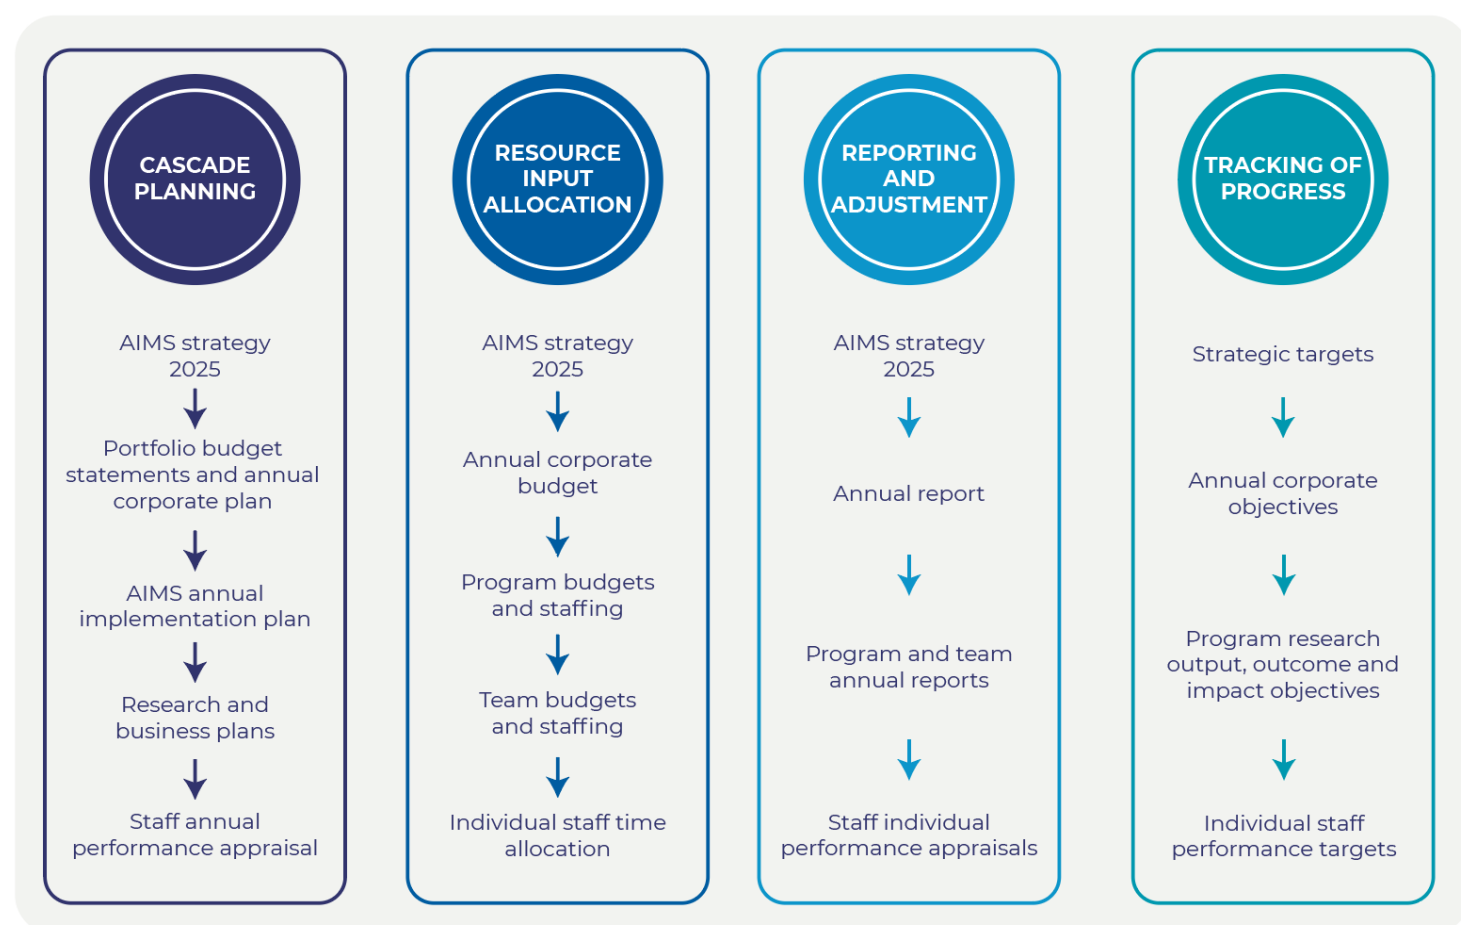 CASCADE
PLANNING
AIMS strategy
2025
Portfolio budget
statements and annual
corporate plan
AIMS annual
implementation plan
Research and
business plans
Staff annual
performance appraisal
RESOURCE
INPUT
ALLOCATION
AIMS strategy
2025
Annual corporate
budget
Program budgets
and staffing
Team budgets
and staffing
Individual staff time
allocation
REPORTING
AND
ADJUSTMENT
AIMS strategy
2025
Annual report
Program and team
annual reports
Staff individual
performance appraisals
TRACKING OF
PROGRESS
Strategic targets
Annual corporate
objectives
Program research
output, outcome and
impact objectives
Individual staff
performance targets